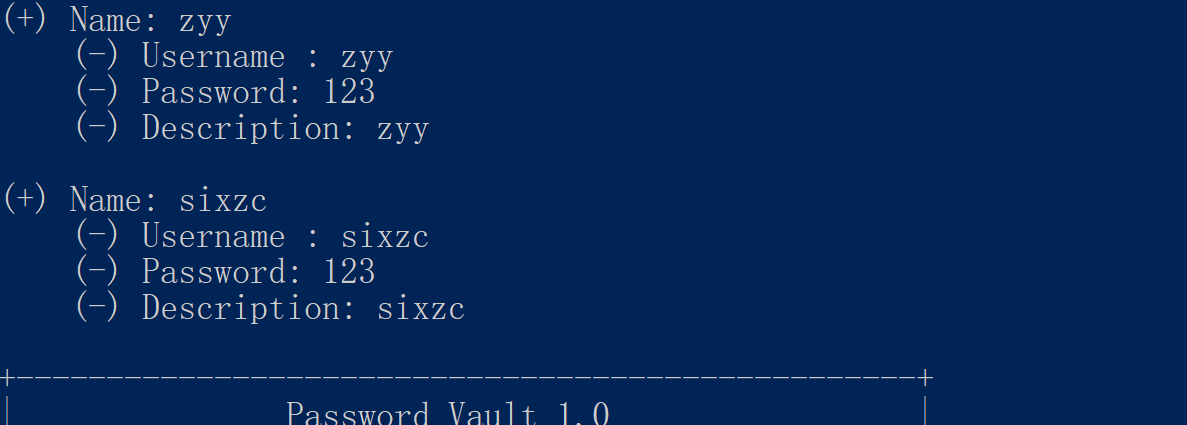 (+) Name: zyy
(-) Username : zyy
(-) Password: 123
(-) Description: zyy
(+) Name: sixzc
(-) Username : sixzc
(-) Password: 123
(-) Description: sixzc
+--------------------------------------------------+
| Password Vault 1.0 |